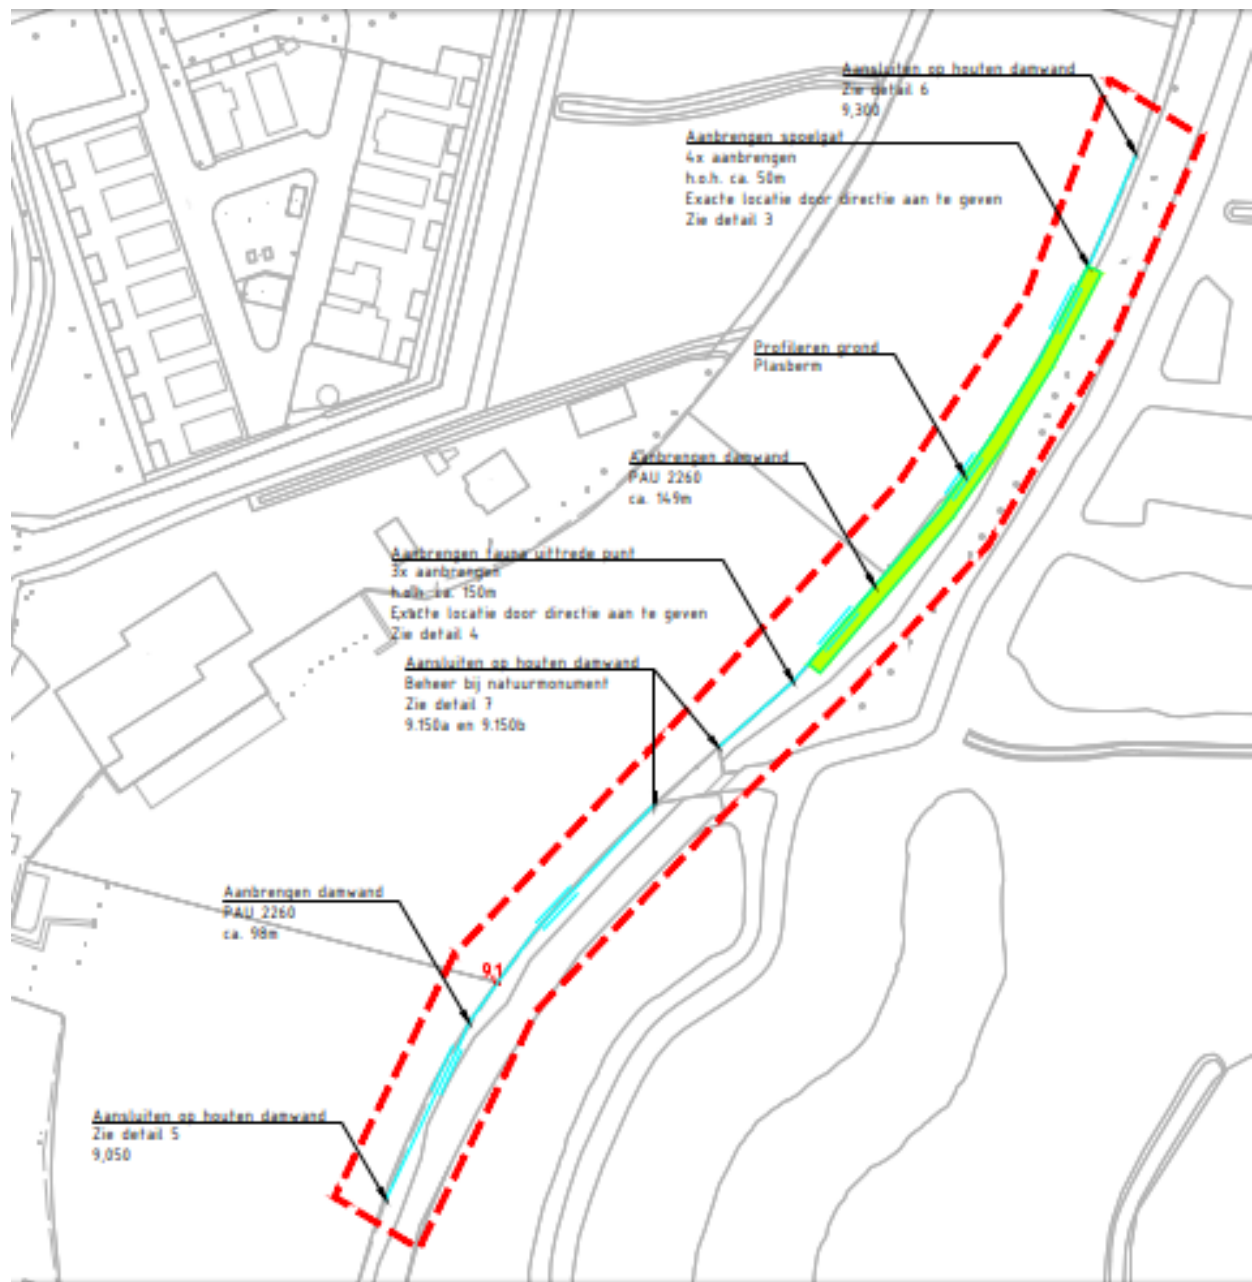 Aansluiten op houten damwand
Zie detail 6
9,300
Aanbrengen spoelgat
4x aanbrengen
h.o.h. ca. 50m
Exacte locatie door directie aan te geven
Zie detail 3
Profileren grond
Plasberm
Aanbrengen damwand
PAU 2260
ca. 149m
Aanbrengen fauna uittrede punt
3x aanbrengen
h.o.h. ca. 150m
Exacte locatie door directie aan te geven
Zie detail 4
Aansluiten op houten damwand
Beheer bij natuurmonument
Zie detail 7
9.150a en 9.150b
Aanbrengen damwand
PAU 2260
ca. 98m
9,1
Aansluiten op houten damwand
Zie detail 5
9,050